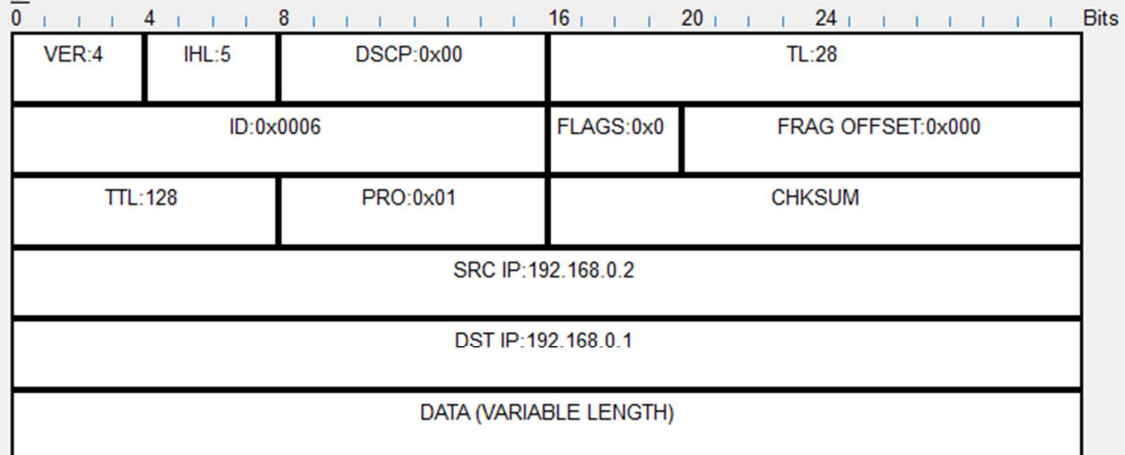 0 4 8 16 20 24 Bits
VER:4 IHL:5 DSCP:0x00 TL:28
ID:0x0006 FLAGS:0x0 FRAG OFFSET:0x000
TTL:128 PRO:0x01 CHKSUM
SRC IP:192.168.0.2
DST IP:192.168.0.1
DATA (VARIABLE LENGTH)